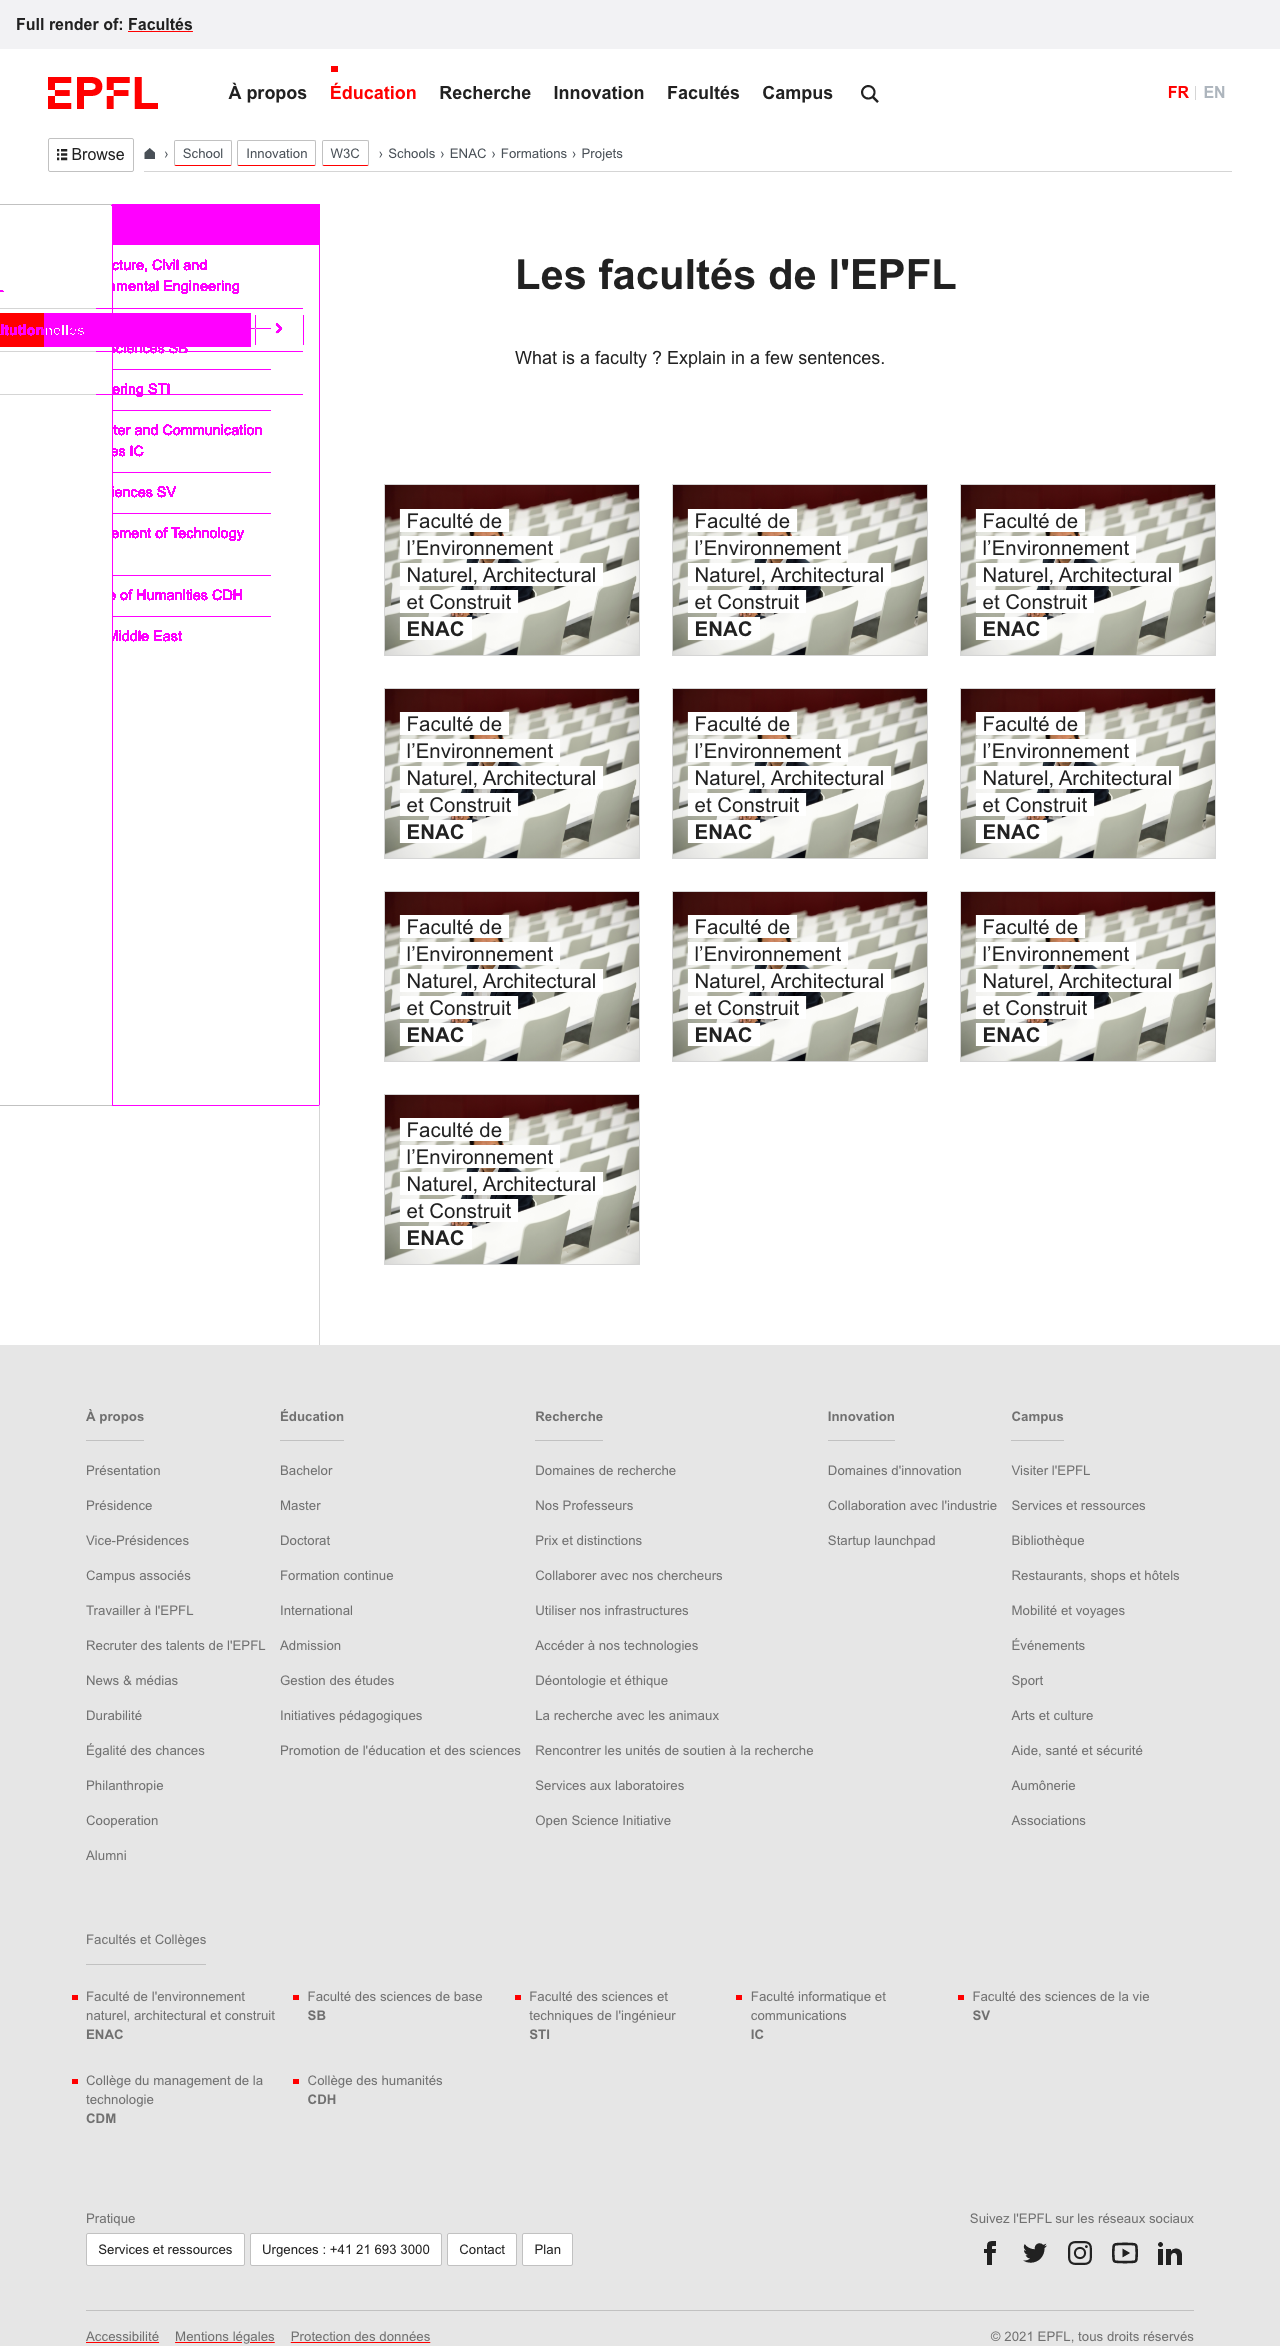 Full render of: Facultés
EPFL
À propos Éducation Recherche Innovation Facultés Campus
FR EN
Browse › School Innovation W3C › Schools › ENAC › Formations › Projets
and
Engineering
STI
and Communication
IC
SV
of Technology
of Humanities CDH
Middle East
Les facultés de l'EPFL
What is a faculty ? Explain in a few sentences.
Faculté de
l’Environnement
Naturel, Architectural
et Construit
ENAC
Faculté de
l’Environnement
Naturel, Architectural
et Construit
ENAC
Faculté de
l’Environnement
Naturel, Architectural
et Construit
ENAC
Faculté de
l’Environnement
Naturel, Architectural
et Construit
ENAC
Faculté de
l’Environnement
Naturel, Architectural
et Construit
ENAC
Faculté de
l’Environnement
Naturel, Architectural
et Construit
ENAC
Faculté de
l’Environnement
Naturel, Architectural
et Construit
ENAC
Faculté de
l’Environnement
Naturel, Architectural
et Construit
ENAC
Faculté de
l’Environnement
Naturel, Architectural
et Construit
ENAC
Faculté de
l’Environnement
Naturel, Architectural
et Construit
ENAC
À propos
Présentation
Présidence
Vice-Présidences
Campus associés
Travailler à l'EPFL
Recruter des talents de l'EPFL
News & médias
Durabilité
Égalité des chances
Philanthropie
Cooperation
Alumni
Éducation
Bachelor
Master
Doctorat
Formation continue
International
Admission
Gestion des études
Initiatives pédagogiques
Promotion de l'éducation et des sciences
Recherche
Domaines de recherche
Nos Professeurs
Prix et distinctions
Collaborer avec nos chercheurs
Utiliser nos infrastructures
Accéder à nos technologies
Déontologie et éthique
La recherche avec les animaux
Rencontrer les unités de soutien à la recherche
Services aux laboratoires
Open Science Initiative
Innovation
Domaines d'innovation
Collaboration avec l'industrie
Startup launchpad
Campus
Visiter l'EPFL
Services et ressources
Bibliothèque
Restaurants, shops et hôtels
Mobilité et voyages
Événements
Sport
Arts et culture
Aide, santé et sécurité
Aumônerie
Associations
Facultés et Collèges
Faculté de l'environnement
naturel, architectural et construit
ENAC
Faculté des sciences de base
SB
Faculté des sciences et
techniques de l'ingénieur
STI
Faculté informatique et
communications
IC
Faculté des sciences de la vie
SV
Collège du management de la
technologie
CDM
Collège des humanités
CDH
Pratique
Services et ressources Urgences : +41 21 693 3000 Contact Plan
Suivez l'EPFL sur les réseaux sociaux
Accessibilité Mentions légales Protection des données
© 2021 EPFL, tous droits réservés